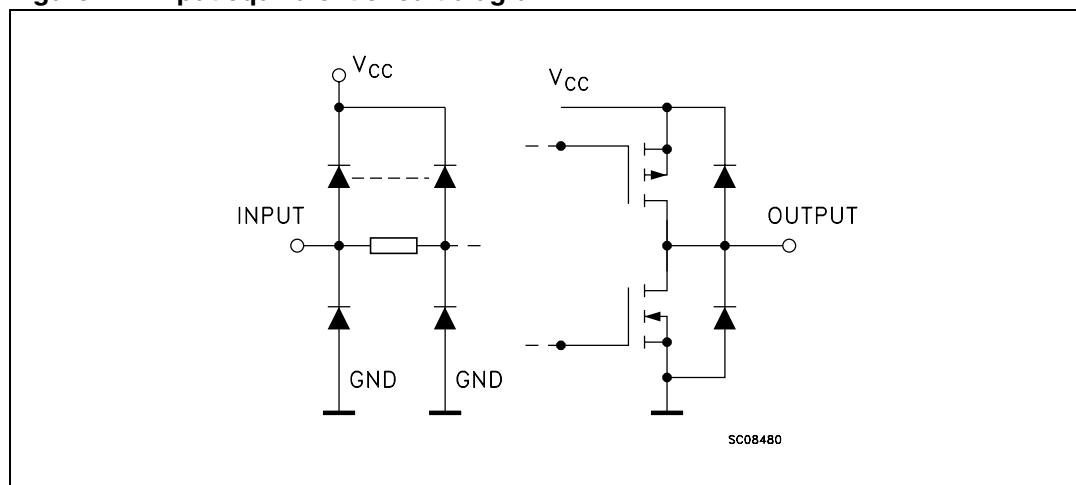 V_CC
V_CC
INPUT
OUTPUT
GND
GND
SC08480